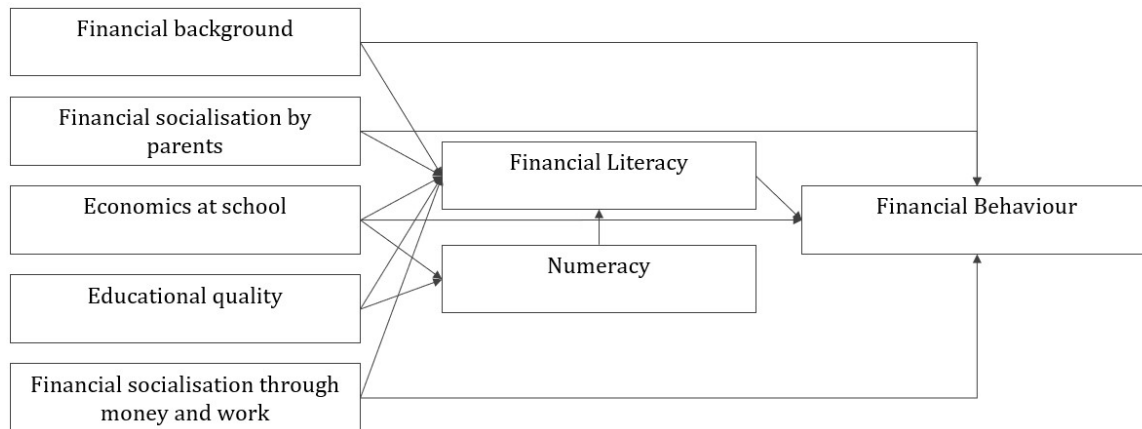 Financial background
Financial socialisation by
parents
Economics at school
Educational quality
Financial socialisation through
money and work
Financial Literacy
Numeracy
Financial Behaviour